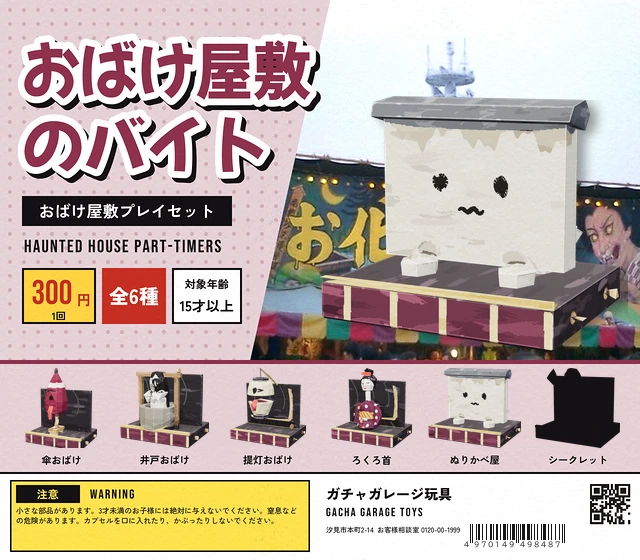 おばけ屋敷
のバイト
おばけ屋敷プレイセット
HAUNTED HOUSE PART-TIMERS
300円
1回
全6種
対象年齢
15才以上
お化
傘おばけ
井戸おばけ
提灯おばけ
ろくろ首
ぬりかべ屋
シークレット
注意 WARNING
小さな部品があります。3才未満のお子様には絶対に与えないでください。窒息など
の危険があります。カプセルを口に入れたり、かぶったりしないでください。
ガチャガレージ玩具
GACHA GARAGE TOYS
汐見市本町2-14 お客様相談室 0120-00-1999
4 970149 498487